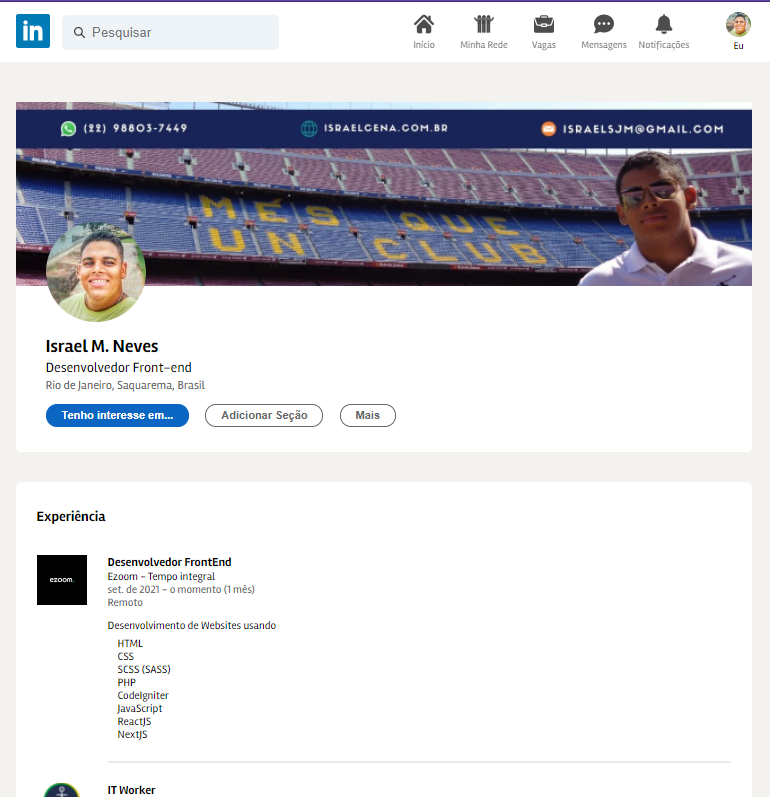 in
Pesquisar
Início
Minha Rede
Vagas
Mensagens
Notificações
Eu
(22) 98803-7449
ISRAELCENA.COM.BR
ISRAELSJM@GMAIL.COM
MÉS QUE
UN CLUB
Israel M. Neves
Desenvolvedor Front-end
Rio de Janeiro, Saquarema, Brasil
Tenho interesse em...
Adicionar Seção
Mais
Experiência
ezoom.
Desenvolvedor FrontEnd
Ezoom - Tempo integral
set. de 2021 - o momento (1 mês)
Remoto
Desenvolvimento de Websites usando
HTML
CSS
SCSS (SASS)
PHP
CodeIgniter
JavaScript
ReactJS
NextJS
IT Worker